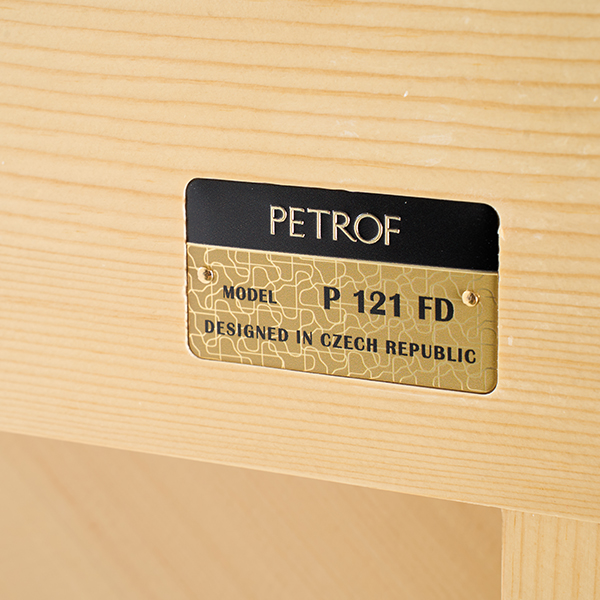 PETROF
MODEL P 121 FD
DESIGNED IN CZECH REPUBLIC